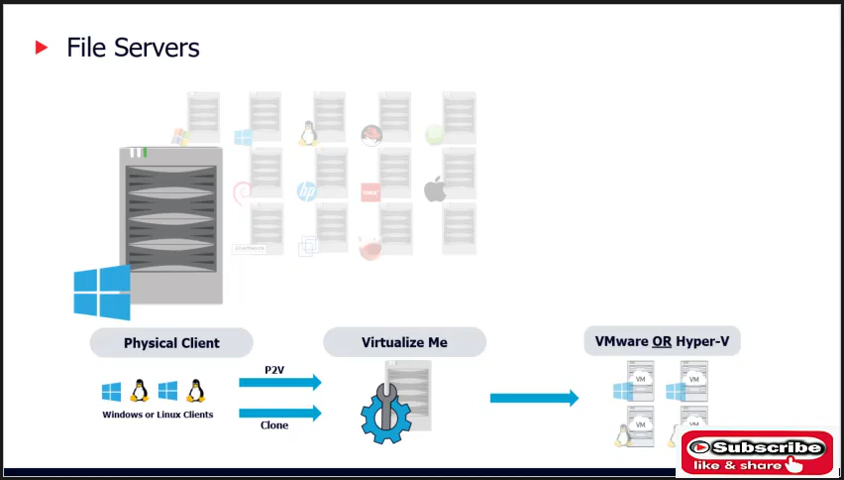 File Servers
hp
Physical Client
Virtualize Me
VMware OR Hyper-V
P2V
Clone
Windows or Linux Clients
VM
VM
VM
VM
Subscribe
like & share